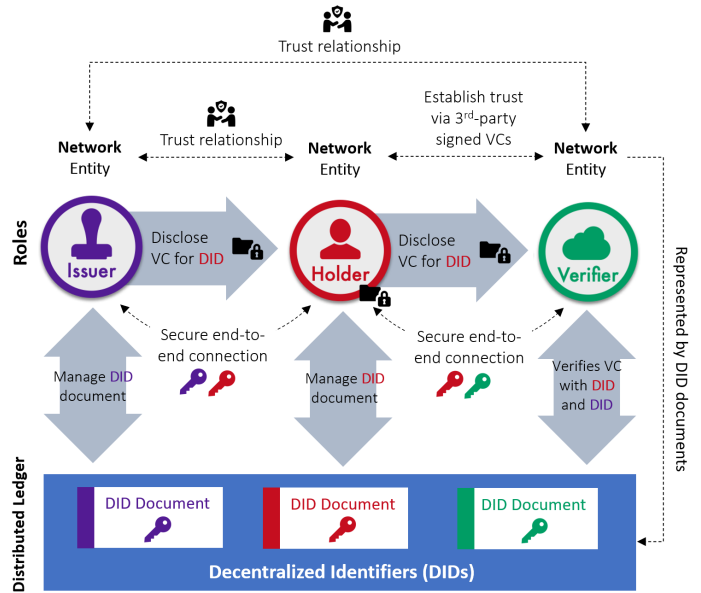 Trust relationship
Trust relationship
Establish trust
via 3rd-party
signed VCs
Network
Entity
Network
Entity
Network
Entity
Roles
Issuer
Disclose
VC for DID
Holder
Disclose
VC for DID
Verifier
Secure end-to-
end connection
Secure end-to-
end connection
Manage DID
document
Manage DID
document
Verifies VC
with DID
and DID
Represented by DID documents
Distributed Ledger
DID Document
DID Document
DID Document
Decentralized Identifiers (DIDs)